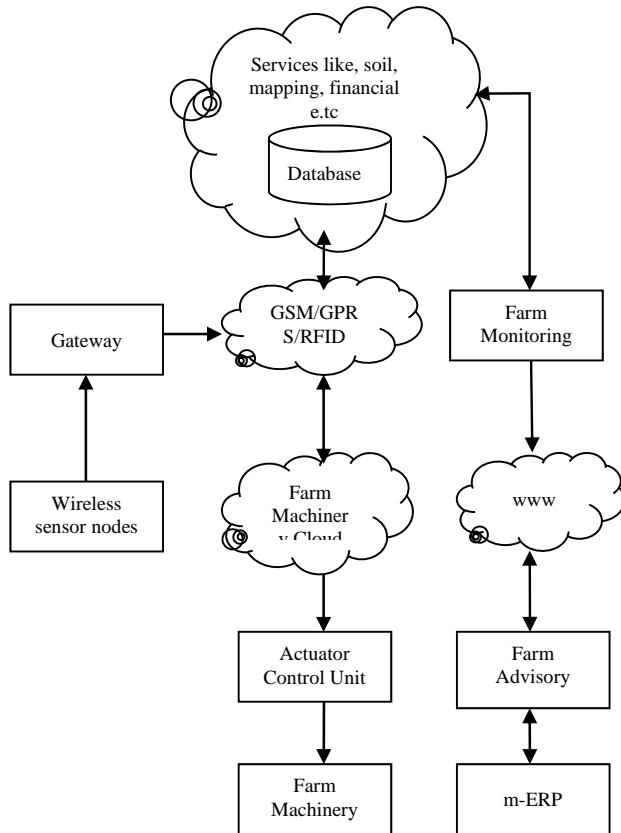 Services like, soil,
mapping, financial
e.tc
Database
GSM/GPR
S/RFID
Gateway
Farm
Monitoring
Wireless
sensor nodes
Farm
Machiner
y Cloud
www
Actuator
Control Unit
Farm
Advisory
Farm
Machinery
m-ERP